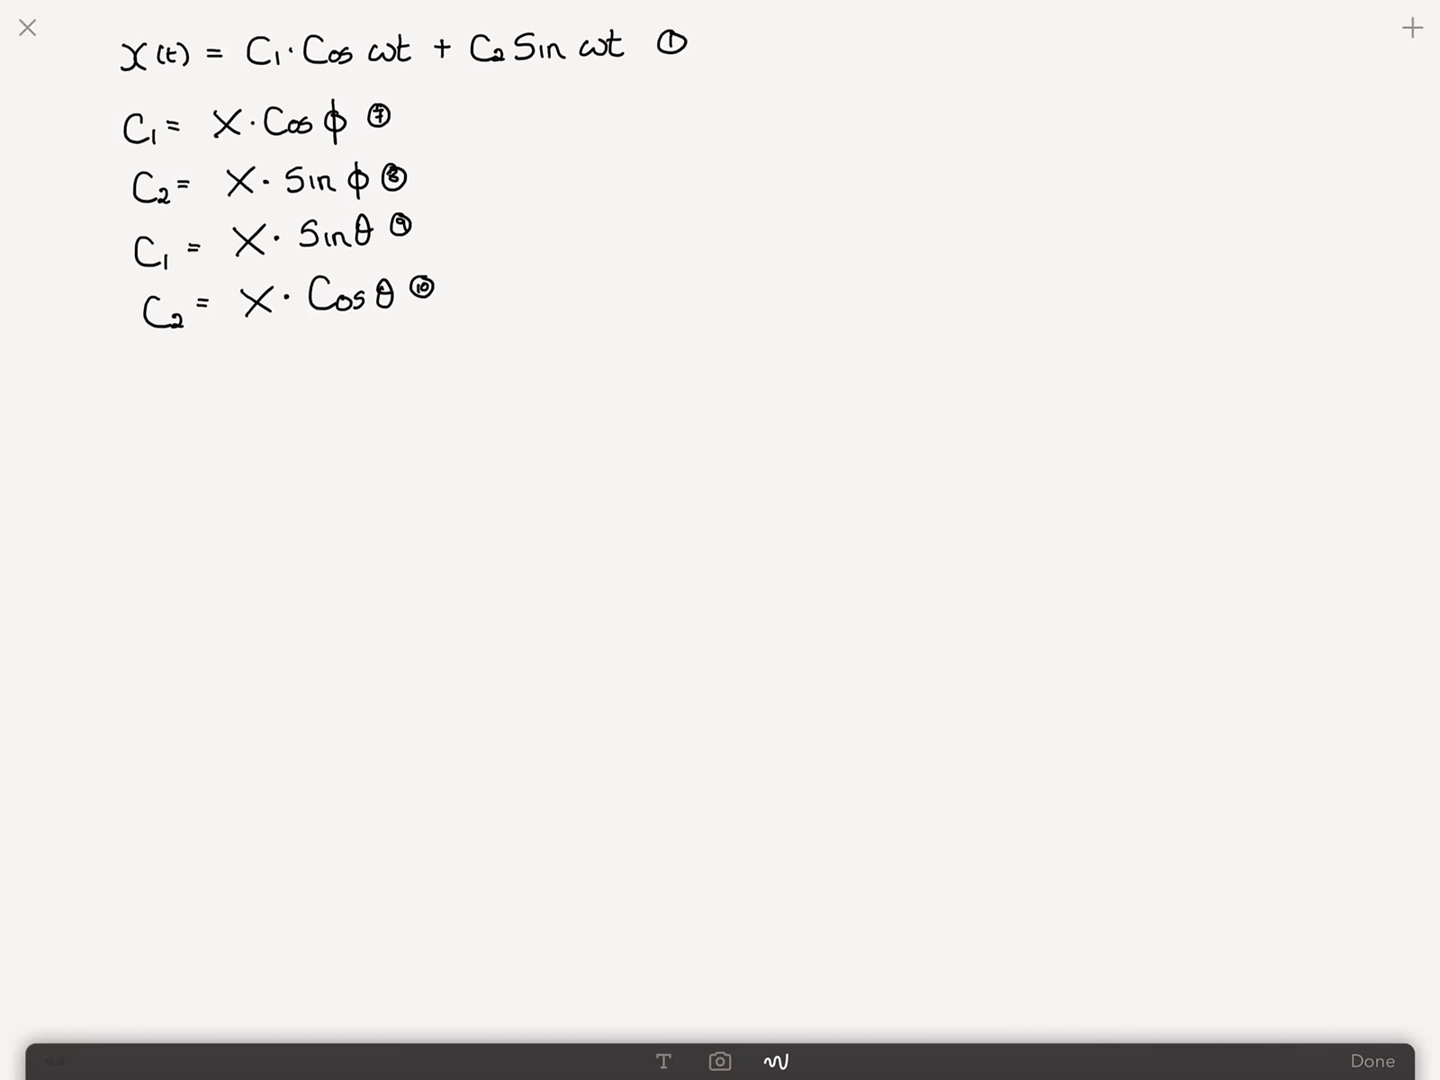 x(t) = C₁·Cos ωt + C₂ Sin ωt ①
C₁ = X·Cos ϕ ⑦
C₂ = X· Sin ϕ ⑧
C₁ = X· Sinθ ⑨
C₂ = X· Cosθ ⑩
T Done